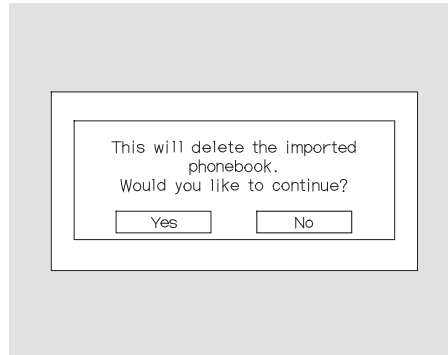 This will delete the imported
phonebook.
Would you like to continue?
Yes No